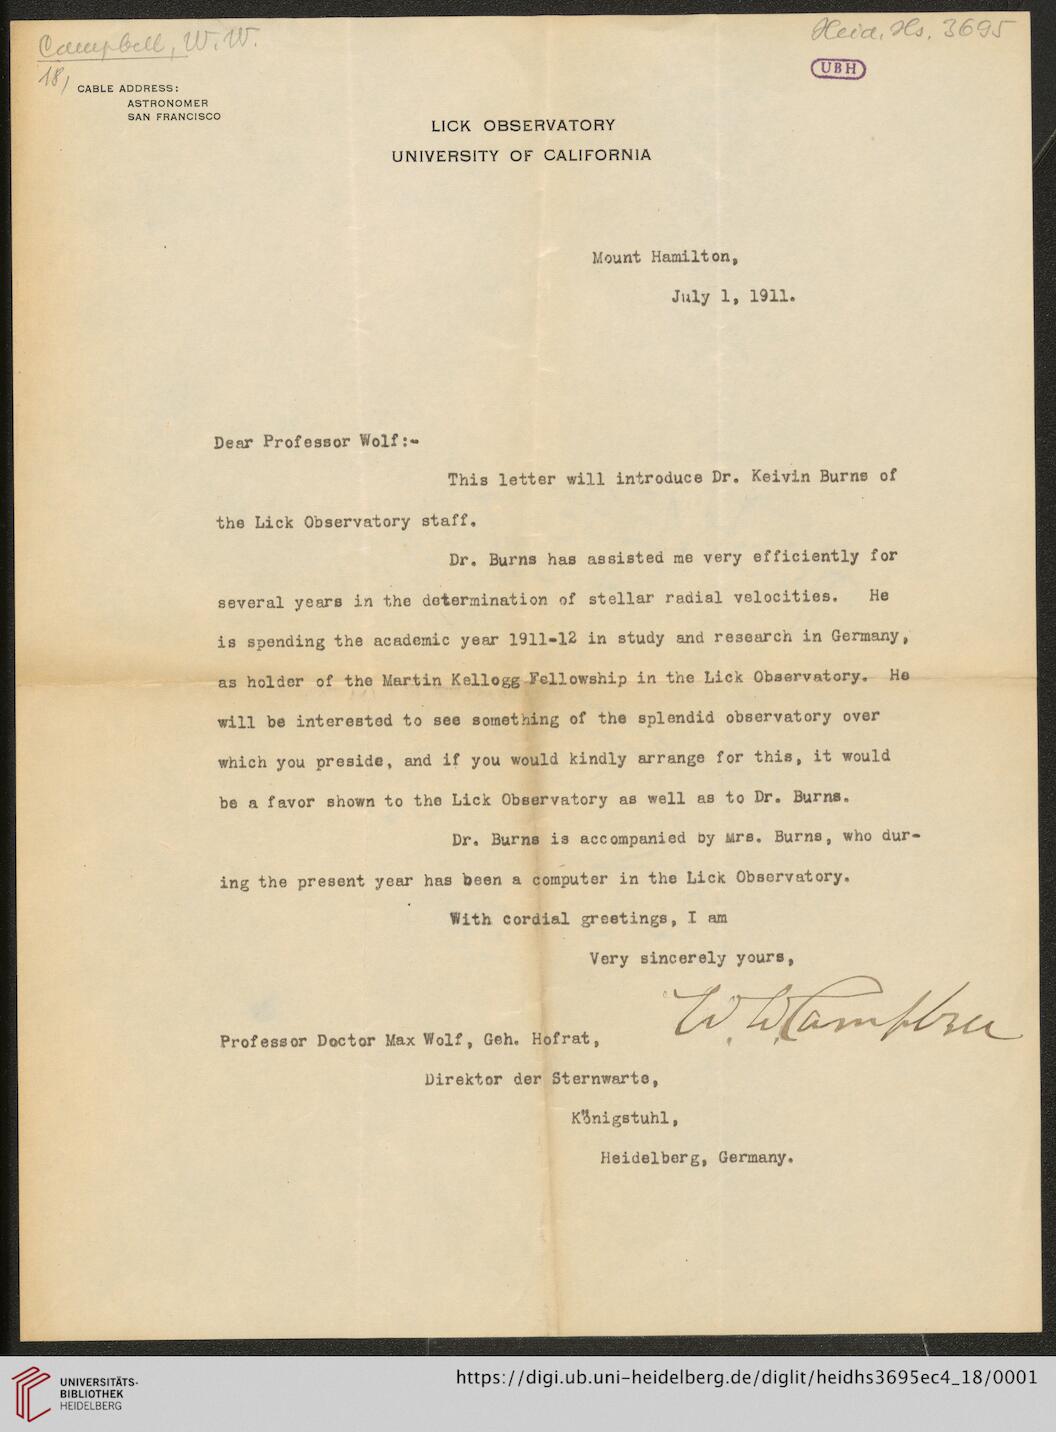 Campbell, W. W.
Heid. Hs. 3695
18,
UBH
CABLE ADDRESS:
ASTRONOMER
SAN FRANCISCO
LICK OBSERVATORY
UNIVERSITY OF CALIFORNIA
Mount Hamilton,
July 1, 1911.
Dear Professor Wolf:-
This letter will introduce Dr. Keivin Burns of
the Lick Observatory staff.
Dr. Burns has assisted me very efficiently for
several years in the determination of stellar radial velocities. He
is spending the academic year 1911-12 in study and research in Germany,
as holder of the Martin Kellogg Fellowship in the Lick Observatory. He
will be interested to see something of the splendid observatory over
which you preside, and if you would kindly arrange for this, it would
be a favor shown to the Lick Observatory as well as to Dr. Burns.
Dr. Burns is accompanied by Mrs. Burns, who dur-
ing the present year has been a computer in the Lick Observatory.
With cordial greetings, I am
Very sincerely yours,
W. W. Campbell
Professor Doctor Max Wolf, Geh. Hofrat,
Direktor der Sternwarte,
Königstuhl,
Heidelberg, Germany.
UNIVERSITÄTS-
BIBLIOTHEK
HEIDELBERG
https://digi.ub.uni-heidelberg.de/diglit/heidhs3695ec4_18/0001